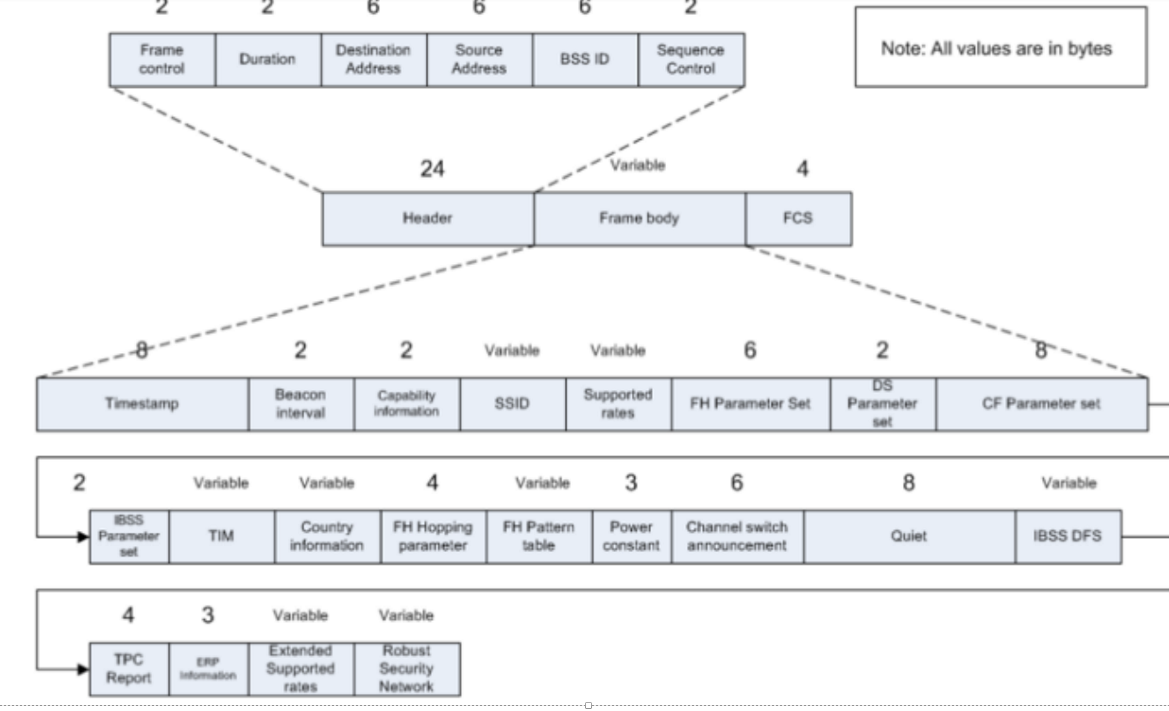 2 2 6 6 6 2
Frame control Duration Destination Address Source Address BSS ID Sequence Control
Note: All values are in bytes
24 Variable 4
Header Frame body FCS
8 2 2 Variable Variable 6 2 8
Timestamp Beacon interval Capability information SSID Supported rates FH Parameter Set DS Parameter set CF Parameter set
2 Variable Variable 4 Variable 3 6 8 Variable
IBSS Parameter set TIM Country information FH Hopping parameter FH Pattern table Power constant Channel switch announcement Quiet IBSS DFS
4 3 Variable Variable
TPC Report ERP Information Extended Supported rates Robust Security Network